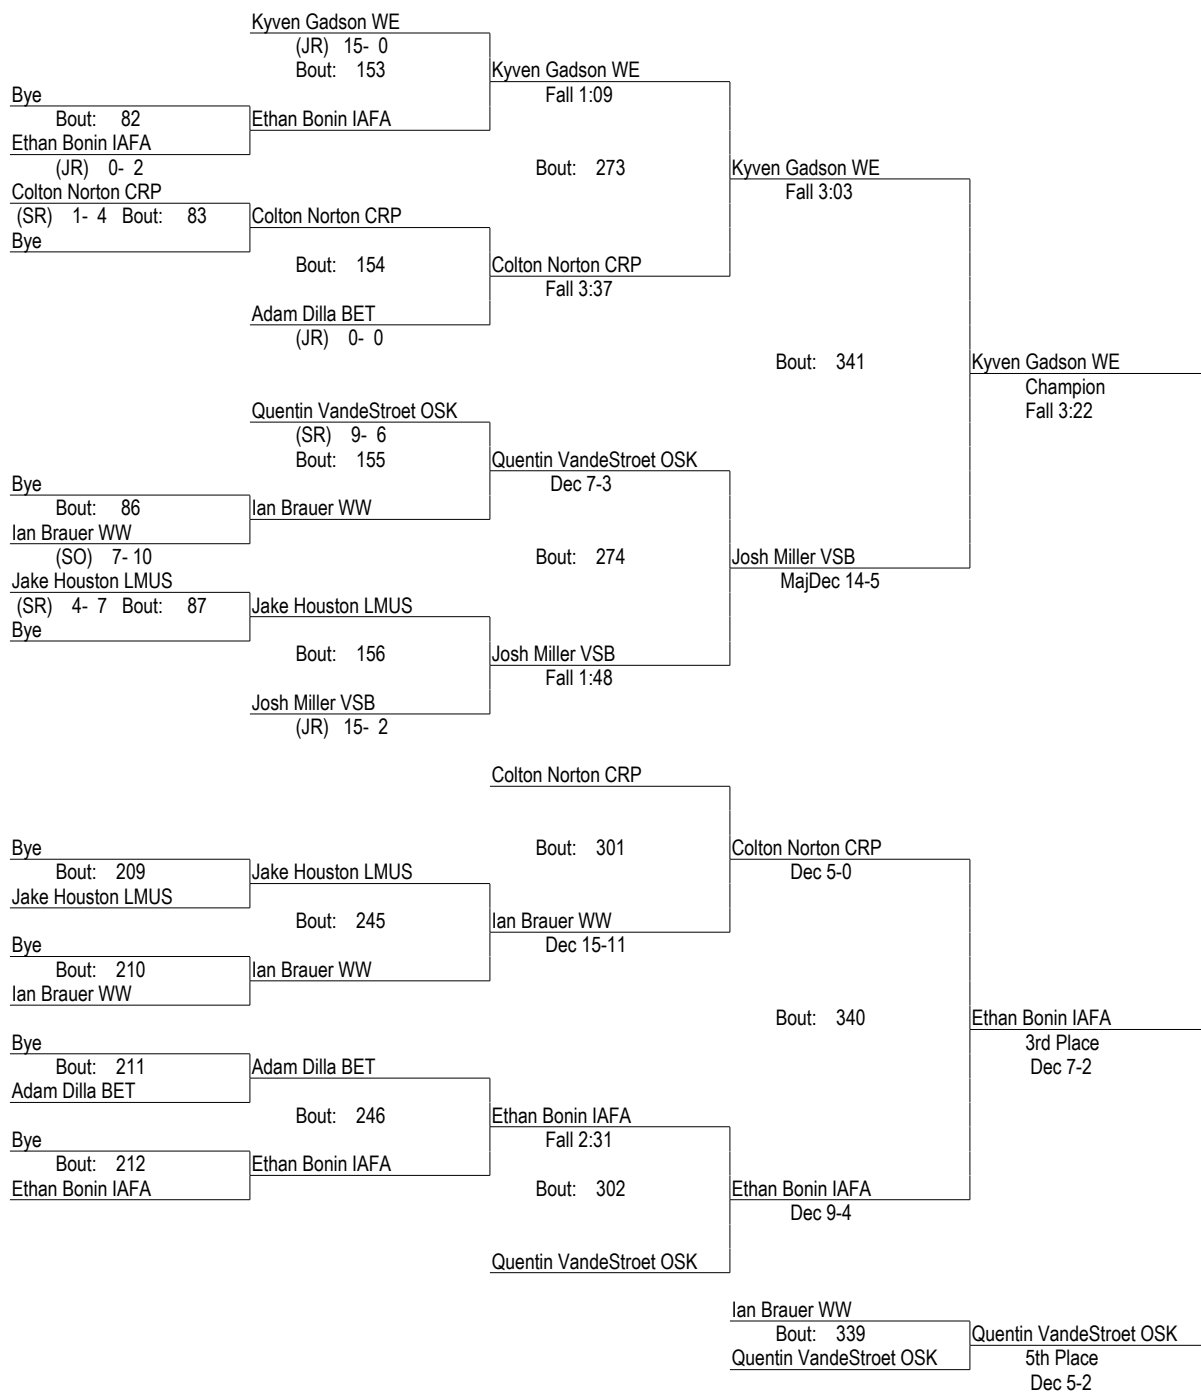 Kyven Gadson WE
(JR) 15- 0
Bout: 153
Kyven Gadson WE
Bye
Fall 1:09
Bout: 82
Ethan Bonin IAFA
Ethan Bonin IAFA
(JR) 0- 2
Bout: 273
Kyven Gadson WE
Colton Norton CRP
Fall 3:03
(SR) 1- 4 Bout: 83
Colton Norton CRP
Bye
Bout: 154
Colton Norton CRP
Fall 3:37
Adam Dilla BET
(JR) 0- 0
Bout: 341
Kyven Gadson WE
Champion
Fall 3:22
Quentin VandeStroet OSK
(SR) 9- 6
Bout: 155
Quentin VandeStroet OSK
Bye
Dec 7-3
Bout: 86
Ian Brauer WW
Ian Brauer WW
(SO) 7- 10
Bout: 274
Josh Miller VSB
Jake Houston LMUS
MajDec 14-5
(SR) 4- 7 Bout: 87
Jake Houston LMUS
Bye
Bout: 156
Josh Miller VSB
Fall 1:48
Josh Miller VSB
(JR) 15- 2
Colton Norton CRP
Bye
Bout: 301
Colton Norton CRP
Bout: 209
Jake Houston LMUS
Dec 5-0
Jake Houston LMUS
Bout: 245
Ian Brauer WW
Bye
Dec 15-11
Bout: 210
Ian Brauer WW
Ian Brauer WW
Bout: 340
Ethan Bonin IAFA
Bye
3rd Place
Bout: 211
Adam Dilla BET
Dec 7-2
Adam Dilla BET
Bout: 246
Ethan Bonin IAFA
Bye
Fall 2:31
Bout: 212
Ethan Bonin IAFA
Ethan Bonin IAFA
Bout: 302
Ethan Bonin IAFA
Dec 9-4
Quentin VandeStroet OSK
Ian Brauer WW
Bout: 339
Quentin VandeStroet OSK
Quentin VandeStroet OSK
5th Place
Dec 5-2